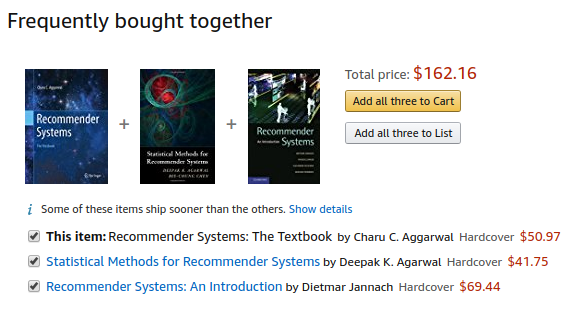 Frequently bought together
Charu C. Aggarwal
Recommender
Systems
The Textbook
Springer
+
Statistical Methods for
Recommender Systems
DEEPAK K. AGARWAL
BEE-CHUNG CHEN
+
Recommender
An Introduction Systems
Total price: $162.16
Add all three to Cart
Add all three to List
i Some of these items ship sooner than the others. Show details
This item: Recommender Systems: The Textbook by Charu C. Aggarwal Hardcover $50.97
Statistical Methods for Recommender Systems by Deepak K. Agarwal Hardcover $41.75
Recommender Systems: An Introduction by Dietmar Jannach Hardcover $69.44